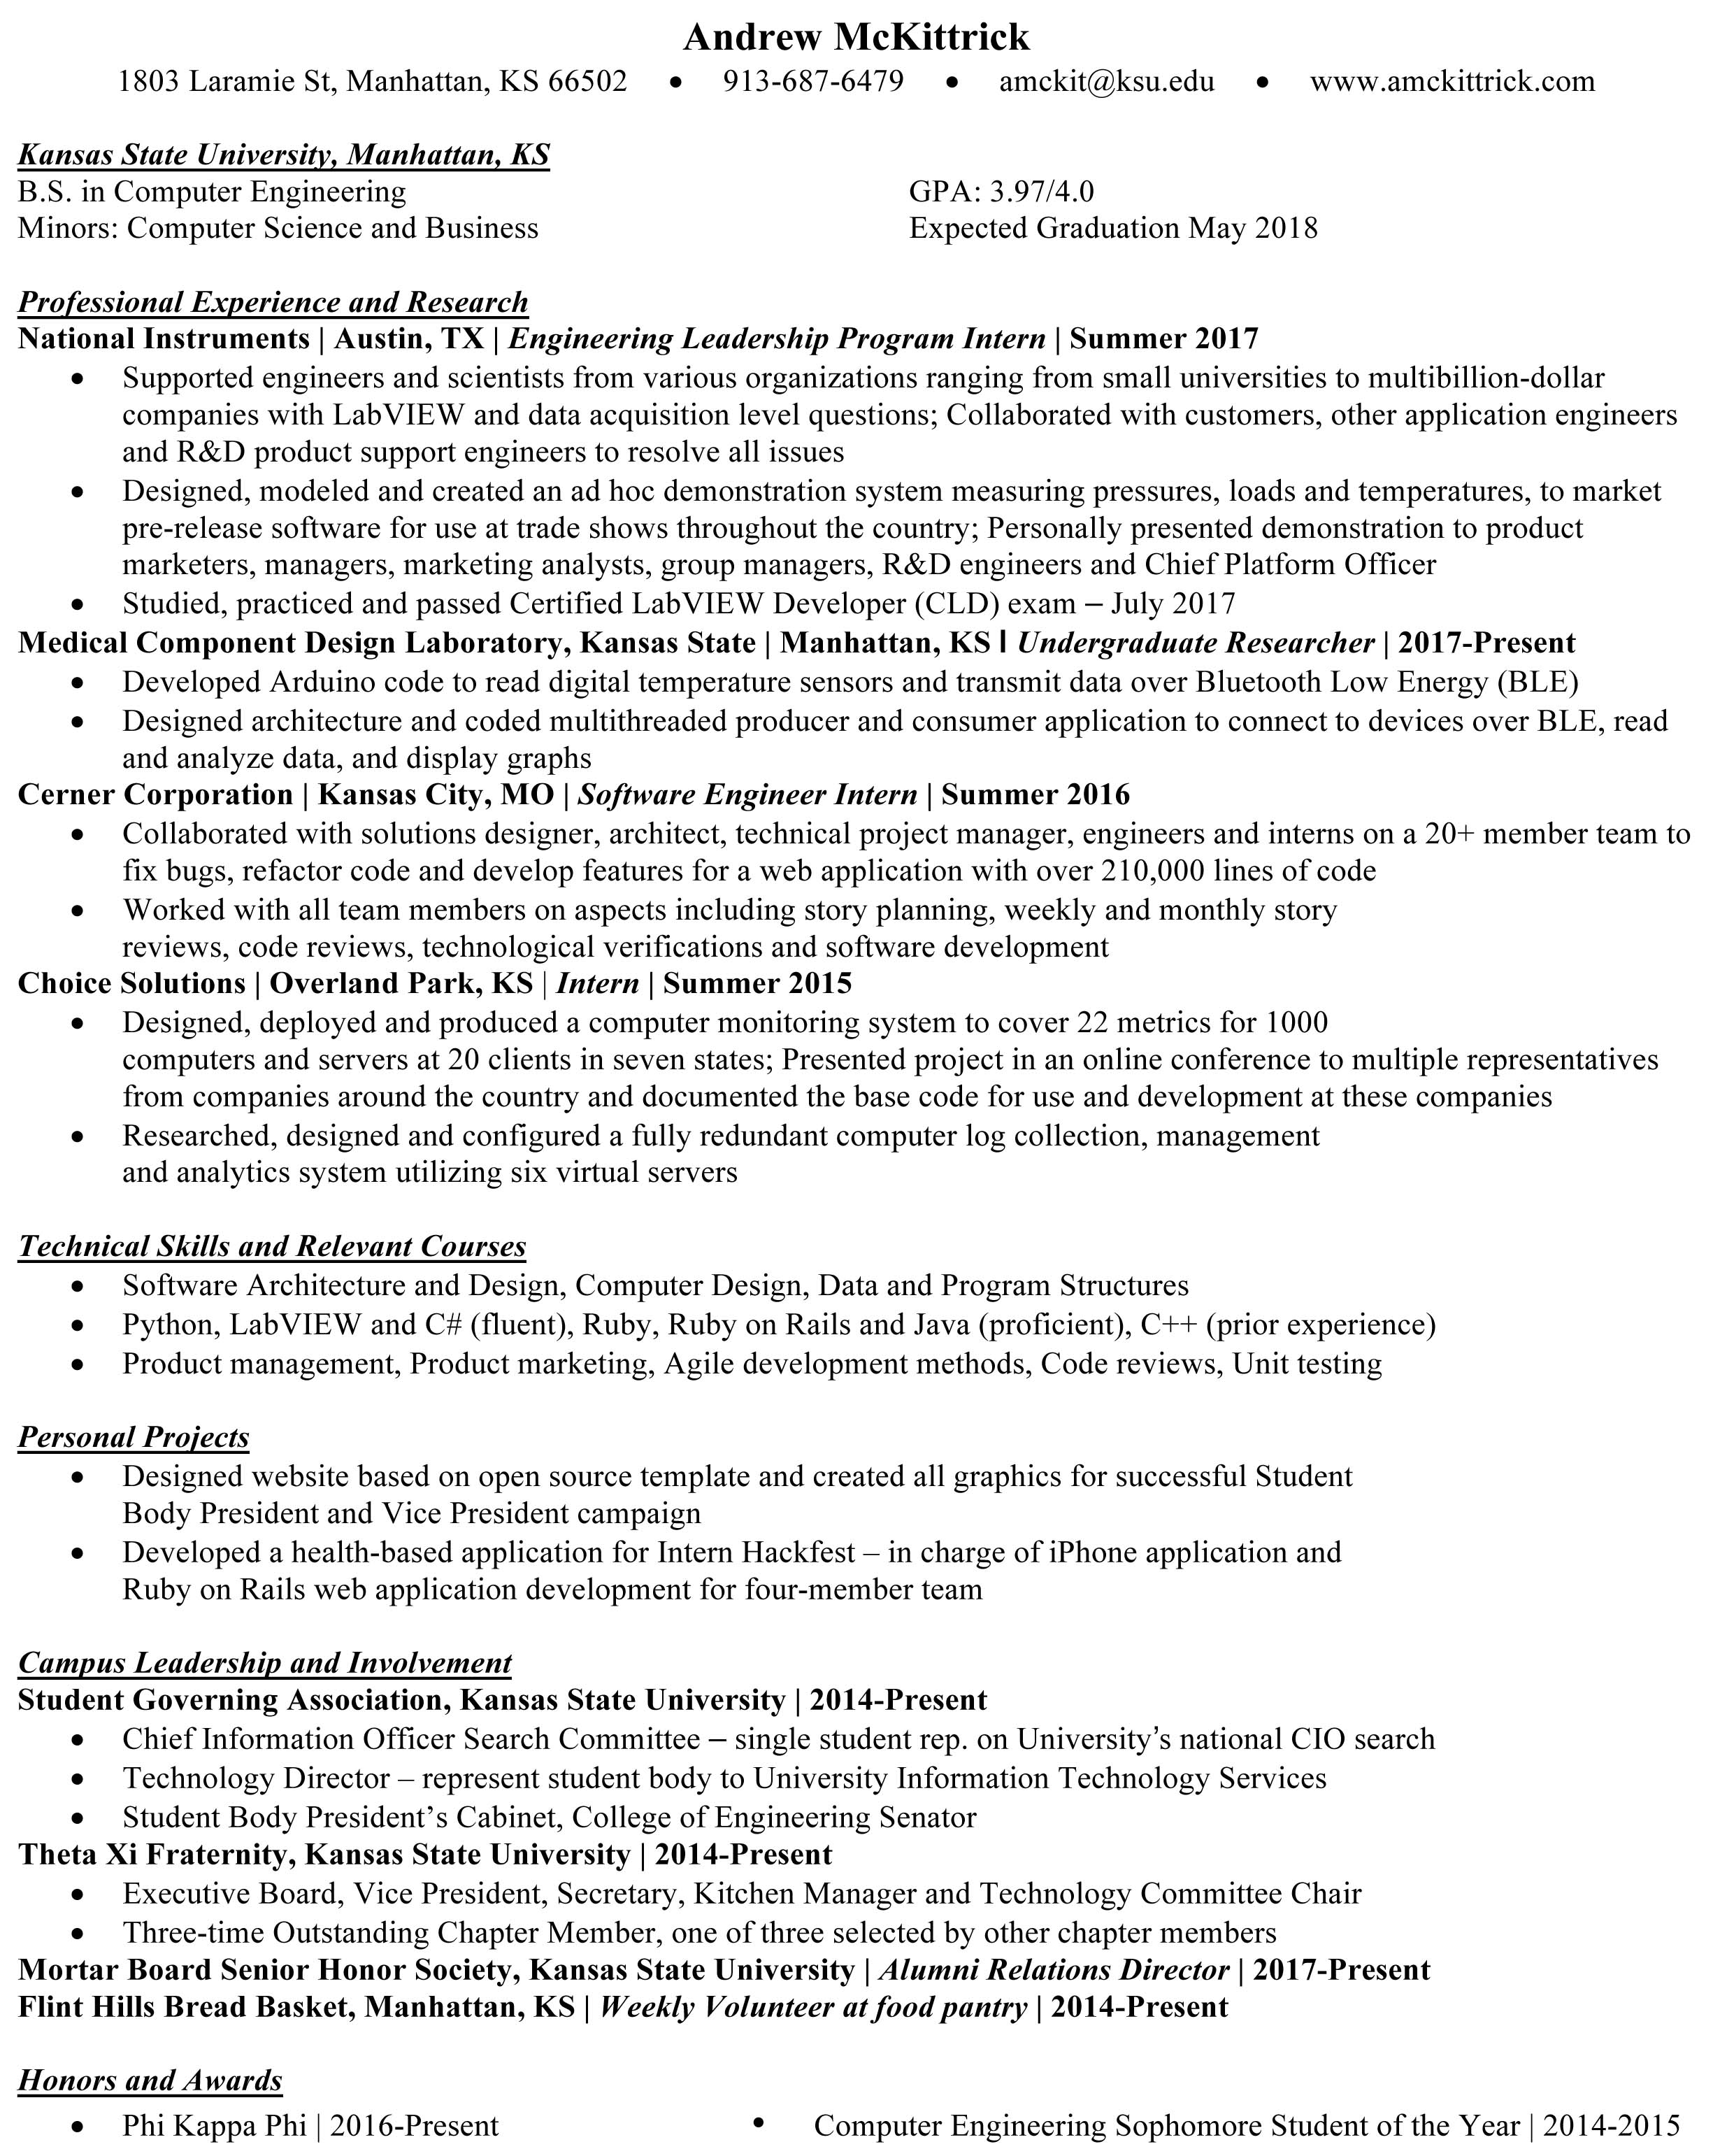 Andrew McKittrick
1803 Laramie St, Manhattan, KS 66502 • 913-687-6479 • amckit@ksu.edu • www.amckittrick.com
Kansas State University, Manhattan, KS
B.S. in Computer Engineering GPA: 3.97/4.0
Minors: Computer Science and Business Expected Graduation May 2018
Professional Experience and Research
National Instruments | Austin, TX | Engineering Leadership Program Intern | Summer 2017
• Supported engineers and scientists from various organizations ranging from small universities to multibillion-dollar
companies with LabVIEW and data acquisition level questions; Collaborated with customers, other application engineers
and R&D product support engineers to resolve all issues
• Designed, modeled and created an ad hoc demonstration system measuring pressures, loads and temperatures, to market
pre-release software for use at trade shows throughout the country; Personally presented demonstration to product
marketers, managers, marketing analysts, group managers, R&D engineers and Chief Platform Officer
• Studied, practiced and passed Certified LabVIEW Developer (CLD) exam – July 2017
Medical Component Design Laboratory, Kansas State | Manhattan, KS | Undergraduate Researcher | 2017-Present
• Developed Arduino code to read digital temperature sensors and transmit data over Bluetooth Low Energy (BLE)
• Designed architecture and coded multithreaded producer and consumer application to connect to devices over BLE, read
and analyze data, and display graphs
Cerner Corporation | Kansas City, MO | Software Engineer Intern | Summer 2016
• Collaborated with solutions designer, architect, technical project manager, engineers and interns on a 20+ member team to
fix bugs, refactor code and develop features for a web application with over 210,000 lines of code
• Worked with all team members on aspects including story planning, weekly and monthly story
reviews, code reviews, technological verifications and software development
Choice Solutions | Overland Park, KS | Intern | Summer 2015
• Designed, deployed and produced a computer monitoring system to cover 22 metrics for 1000
computers and servers at 20 clients in seven states; Presented project in an online conference to multiple representatives
from companies around the country and documented the base code for use and development at these companies
• Researched, designed and configured a fully redundant computer log collection, management
and analytics system utilizing six virtual servers
Technical Skills and Relevant Courses
• Software Architecture and Design, Computer Design, Data and Program Structures
• Python, LabVIEW and C# (fluent), Ruby, Ruby on Rails and Java (proficient), C++ (prior experience)
• Product management, Product marketing, Agile development methods, Code reviews, Unit testing
Personal Projects
• Designed website based on open source template and created all graphics for successful Student
Body President and Vice President campaign
• Developed a health-based application for Intern Hackfest – in charge of iPhone application and
Ruby on Rails web application development for four-member team
Campus Leadership and Involvement
Student Governing Association, Kansas State University | 2014-Present
• Chief Information Officer Search Committee – single student rep. on University’s national CIO search
• Technology Director – represent student body to University Information Technology Services
• Student Body President’s Cabinet, College of Engineering Senator
Theta Xi Fraternity, Kansas State University | 2014-Present
• Executive Board, Vice President, Secretary, Kitchen Manager and Technology Committee Chair
• Three-time Outstanding Chapter Member, one of three selected by other chapter members
Mortar Board Senior Honor Society, Kansas State University | Alumni Relations Director | 2017-Present
Flint Hills Bread Basket, Manhattan, KS | Weekly Volunteer at food pantry | 2014-Present
Honors and Awards
• Phi Kappa Phi | 2016-Present • Computer Engineering Sophomore Student of the Year | 2014-2015